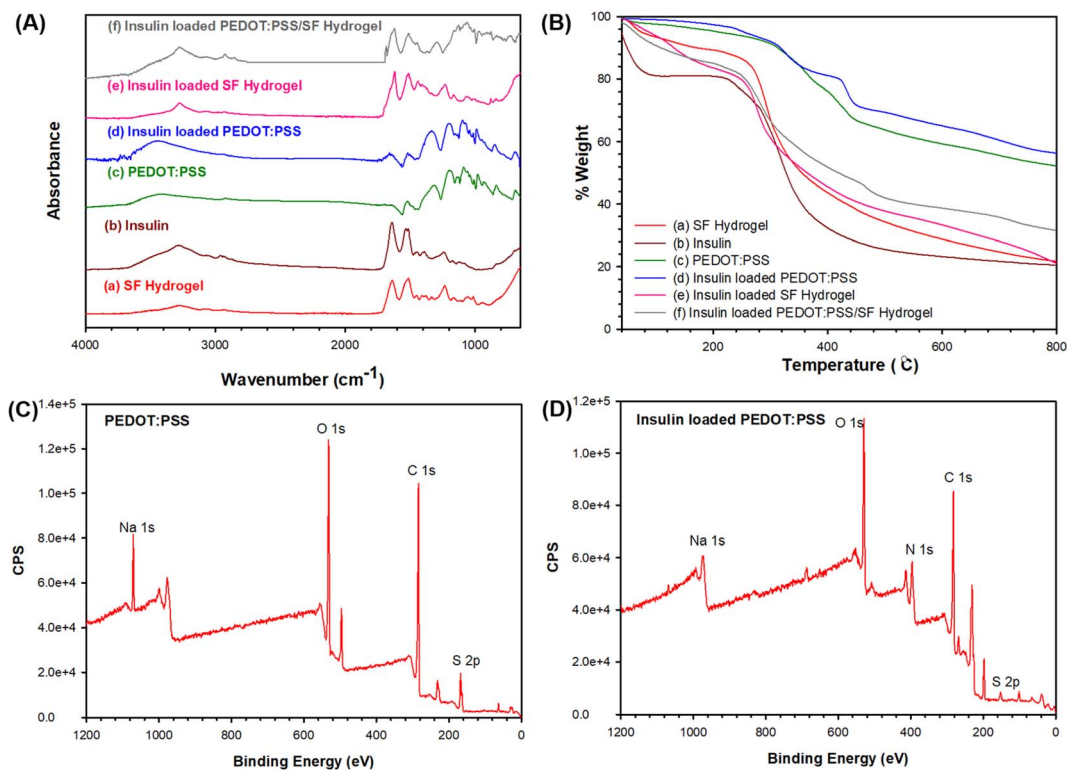 (A)
(f) Insulin loaded PEDOT:PSS/SF Hydrogel
(e) Insulin loaded SF Hydrogel
(d) Insulin loaded PEDOT:PSS
(c) PEDOT:PSS
(b) Insulin
(a) SF Hydrogel
Absorbance
4000 3000 2000 1000
Wavenumber (cm-1)
(B)
100
80
60
40
20
0
% Weight
(a) SF Hydrogel
(b) Insulin
(c) PEDOT:PSS
(d) Insulin loaded PEDOT:PSS
(e) Insulin loaded SF Hydrogel
(f) Insulin loaded PEDOT:PSS/SF Hydrogel
200 400 600 800
Temperature (°C)
(C)
PEDOT:PSS
1.4e+5
1.2e+5
1.0e+5
8.0e+4
6.0e+4
4.0e+4
2.0e+4
0.0
CPS
Na 1s
O 1s
C 1s
S 2p
1200 1000 800 600 400 200 0
Binding Energy (eV)
(D)
Insulin loaded PEDOT:PSS
1.2e+5
1.0e+5
8.0e+4
6.0e+4
4.0e+4
2.0e+4
0.0
CPS
Na 1s
O 1s
N 1s
C 1s
S 2p
1200 1000 800 600 400 200 0
Binding Energy (eV)